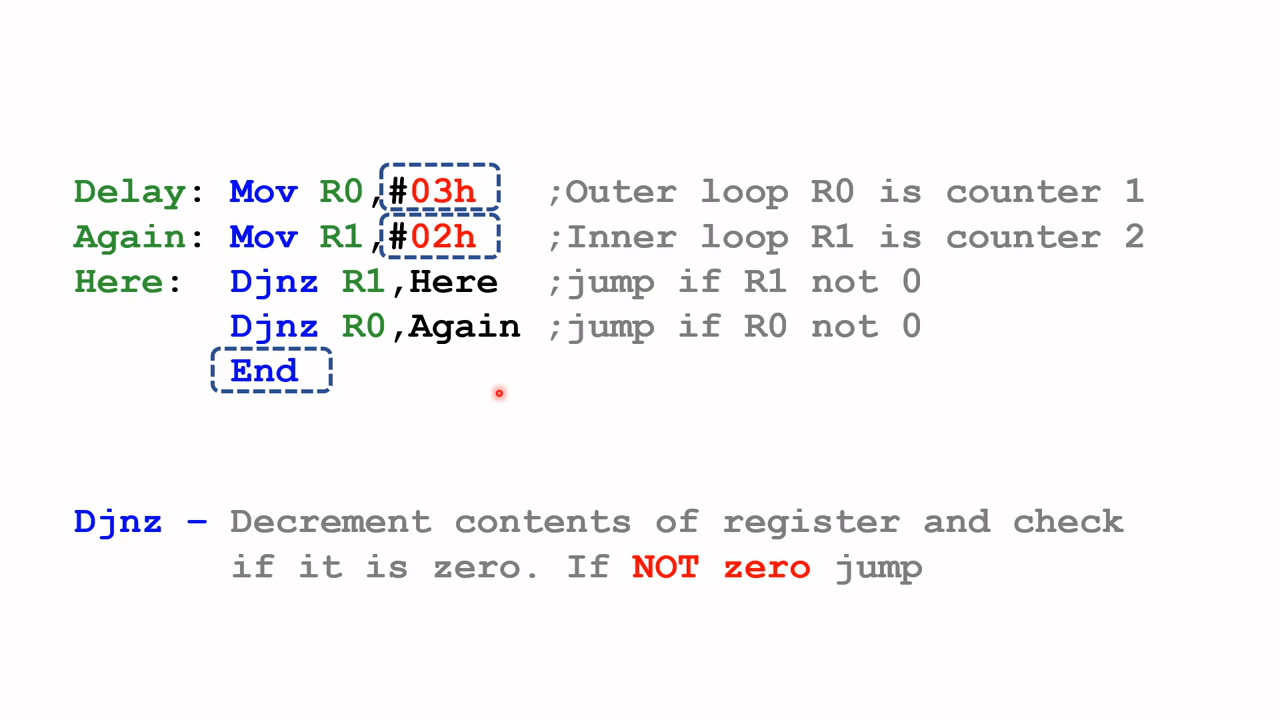 Delay: Mov R0,#03h ;Outer loop R0 is counter 1
Again: Mov R1,#02h ;Inner loop R1 is counter 2
Here: Djnz R1,Here ;jump if R1 not 0
Djnz R0,Again ;jump if R0 not 0
End
Djnz – Decrement contents of register and check
if it is zero. If NOT zero jump